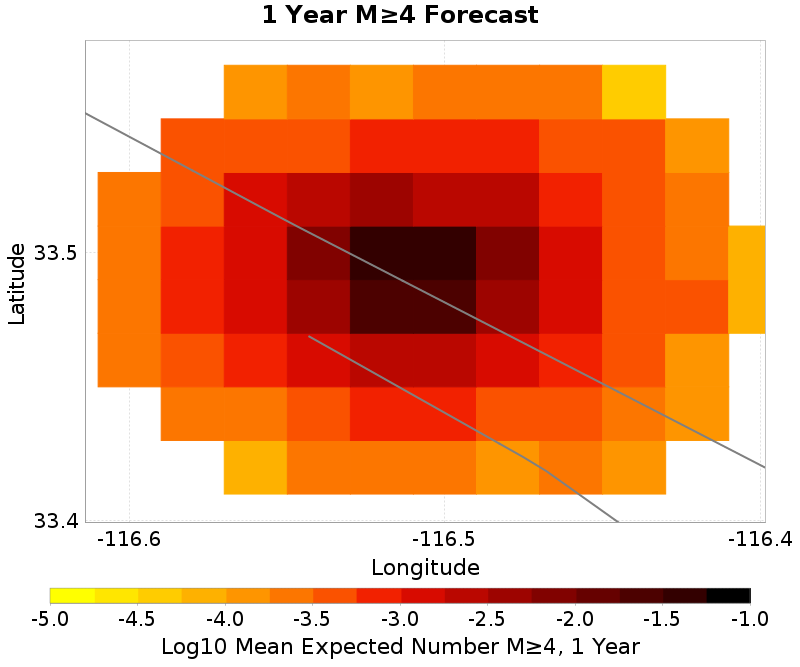 1 Year M≥4 Forecast
Latitude
33.5
33.4
-116.6 -116.5 -116.4
Longitude
-5.0 -4.5 -4.0 -3.5 -3.0 -2.5 -2.0 -1.5 -1.0
Log10 Mean Expected Number M≥4, 1 Year